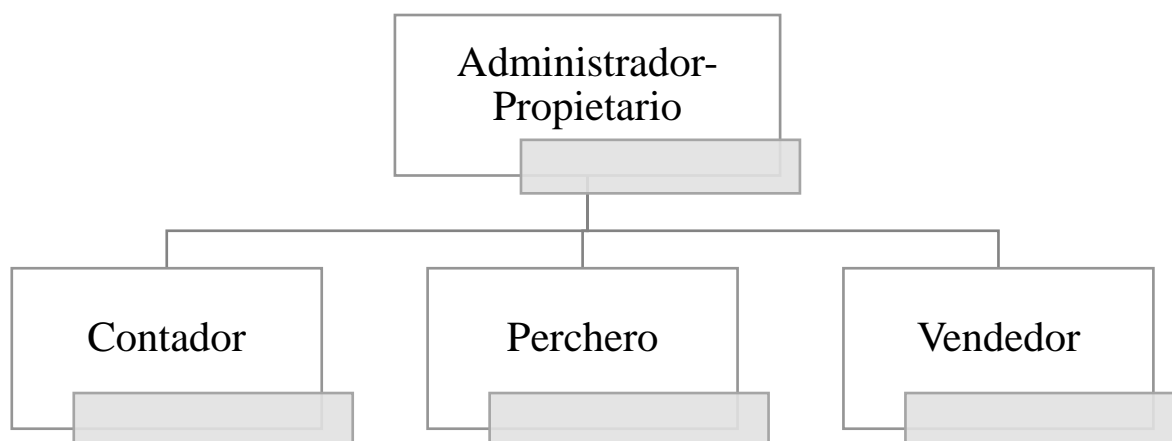 Administrador-
Propietario
Contador
Perchero
Vendedor